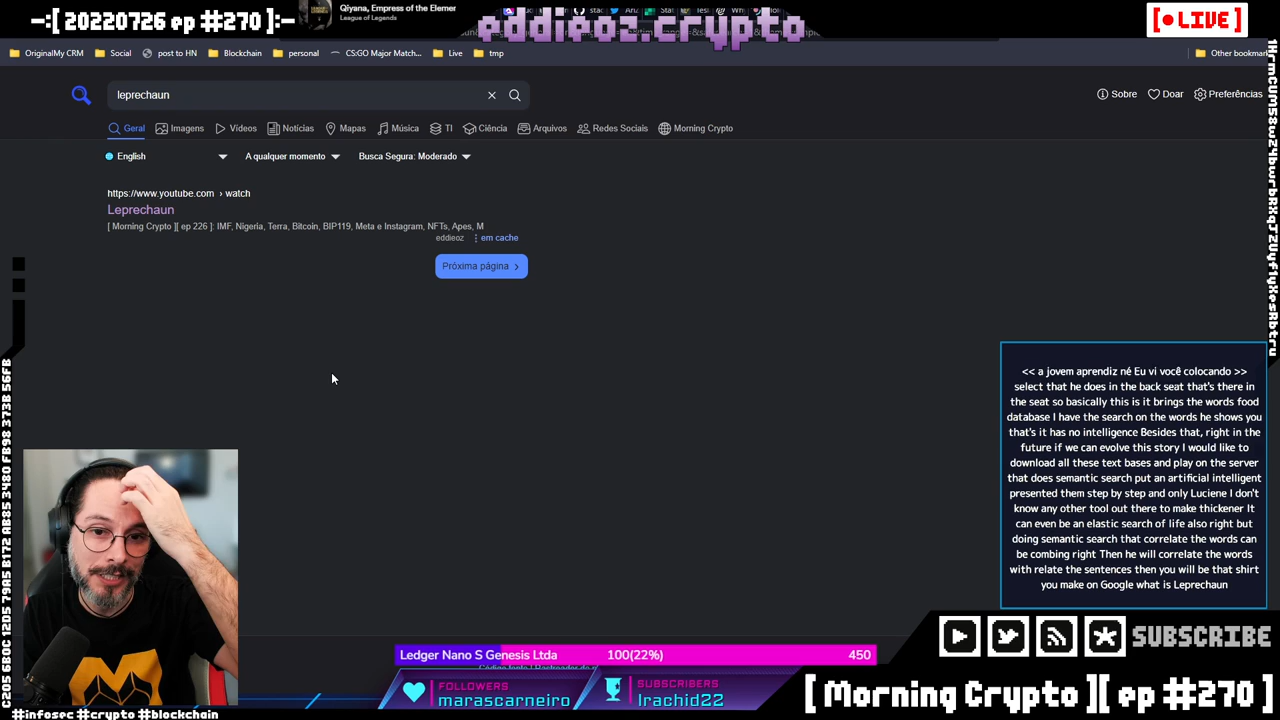 -:[ 20220726 ep #270 ]:-
Qiyana, Empress of the Elemer
League of Legends
eddieoz.crypto
[ LIVE ]
OriginalMy CRM
Social
post to HN
Blockchain
personal
CS:GO Major Match...
Live
tmp
Other bookmar
leprechaun
Sobre
Doar
Preferências
Geral
Imagens
Vídeos
Notícias
Mapas
Música
TI
Ciência
Arquivos
Redes Sociais
Morning Crypto
English
A qualquer momento
Busca Segura: Moderado
https://www.youtube.com › watch
Leprechaun
[ Morning Crypto ][ ep 226 ]: IMF, Nigeria, Terra, Bitcoin, BIP119, Meta e Instagram, NFTs, Apes, M
eddieoz
em cache
Próxima página
<< a jovem aprendiz né Eu vi você colocando >>
select that he does in the back seat that's there in
the seat so basically this is it brings the words food
database I have the search on the words he shows you
that's it has no intelligence Besides that, right in the
future if we can evolve this story I would like to
download all these text bases and play on the server
that does semantic search put an artificial intelligent
presented them step by step and only Luciene I don't
know any other tool out there to make thickener It
can even be an elastic search of life also right but
doing semantic search that correlate the words can
be combing right Then he will correlate the words
with relate the sentences then you will be that shirt
you make on Google what is Leprechaun
SUBSCRIBE
Ledger Nano S Genesis Ltda
100(22%)
450
FOLLOWERS
marascarneiro
SUBSCRIBERS
lrachid22
[ Morning Crypto ][ ep #270 ]
#infosec #crypto #blockchain